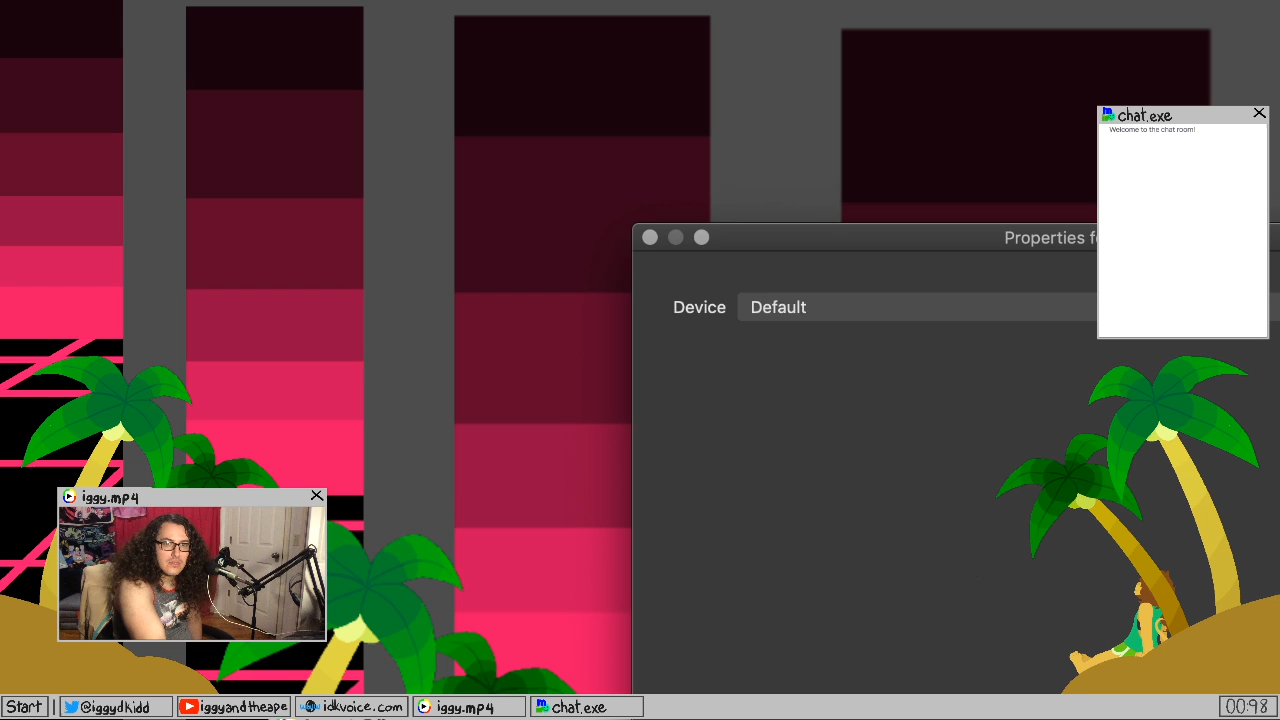 chat.exe
Welcome to the chat room!
Properties f
Device Default
iggy.mp4
Start | @iggydkidd iggyandtheape www idkvoice.com iggy.mp4 chat.exe 00:98